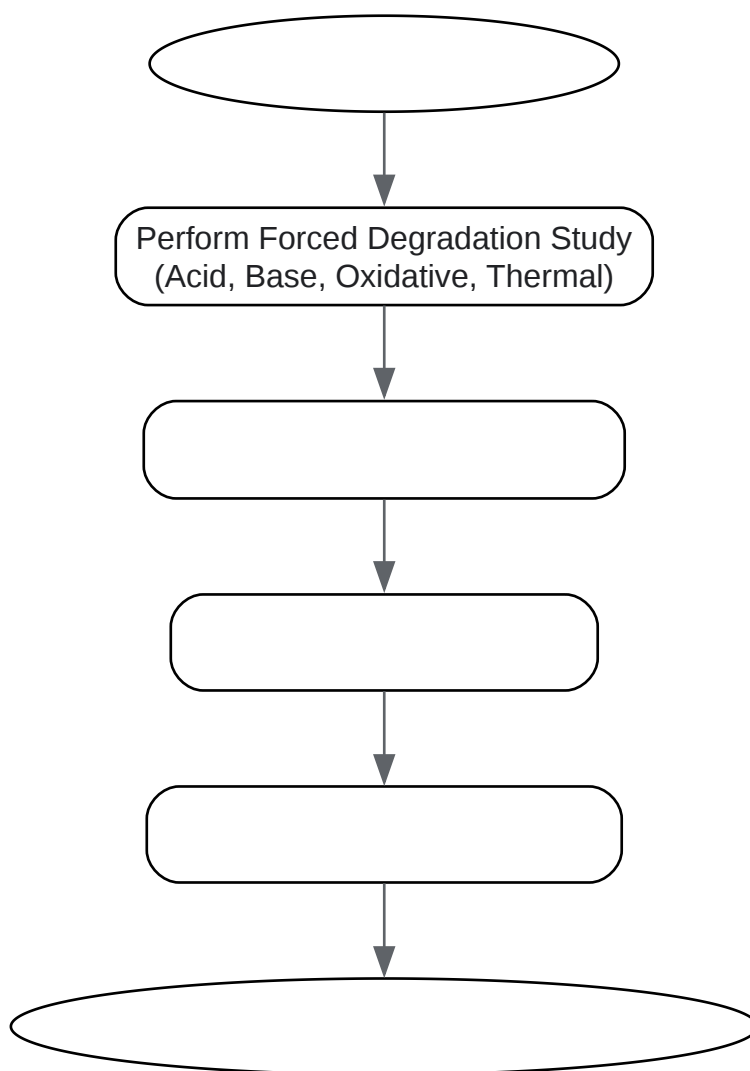 Perform Forced Degradation Study
(Acid, Base, Oxidative, Thermal)